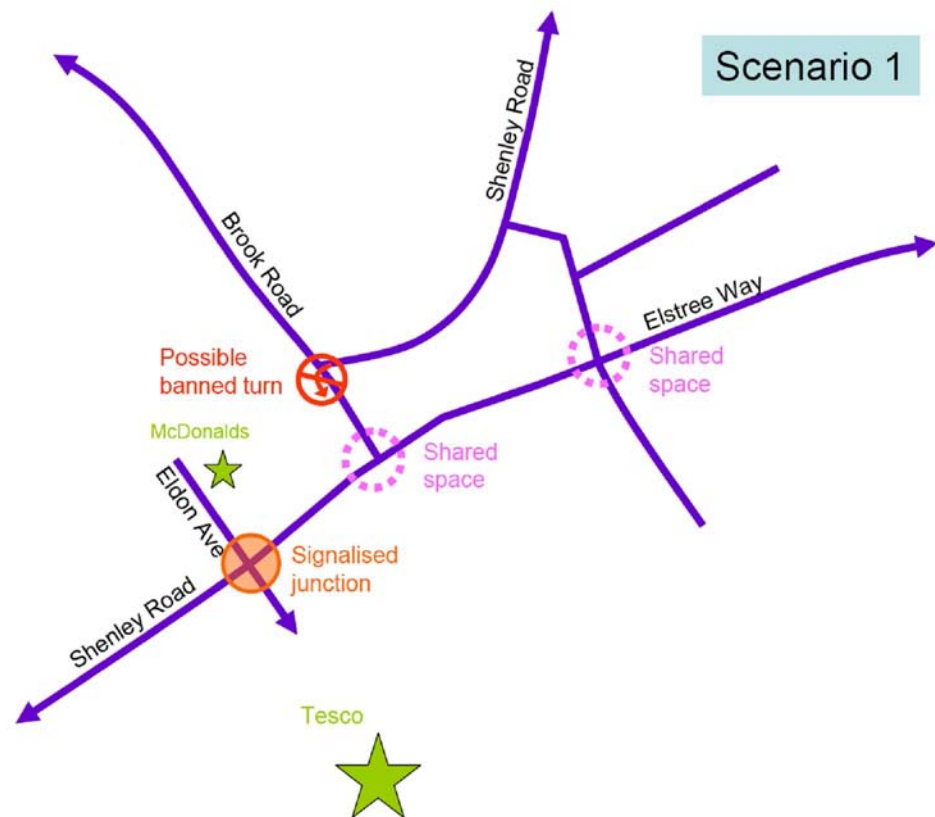 Scenario 1
Shenley Road
Brook Road
Elstree Way
Possible
banned turn
Shared
space
McDonalds
Shared
space
Eldon Ave
Signalised
junction
Shenley Road
Tesco